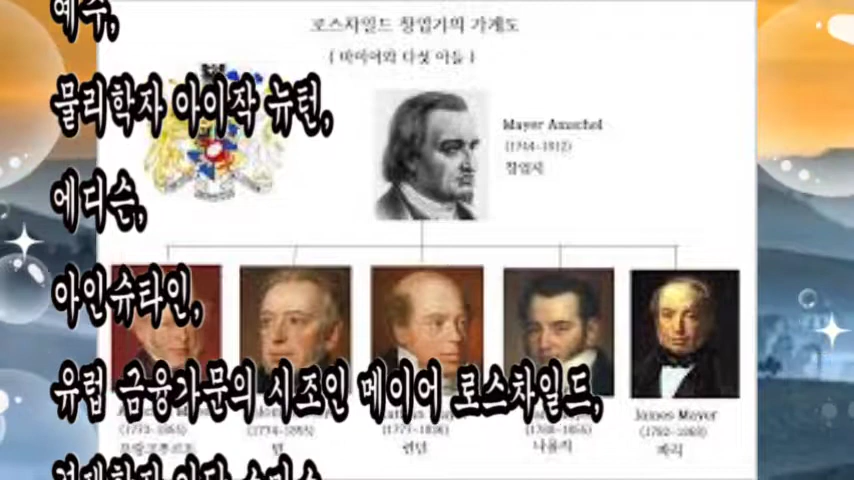 예수,
로스차일드 창업기의 가계도
( 마이어와 다섯 아들 )
물리학자 아이작 뉴턴,
Mayer Amschel
(1744-1812)
창업자
에디슨,
아인슈타인,
유럽 금융가문의 시조인 메이어 로스차일드,
James Mayer
(1792-1868)
파리
(1773-1855)
프랑크푸르트
(1774-1855)
빈
(1777-1836)
런던
(1788-1855)
나폴리